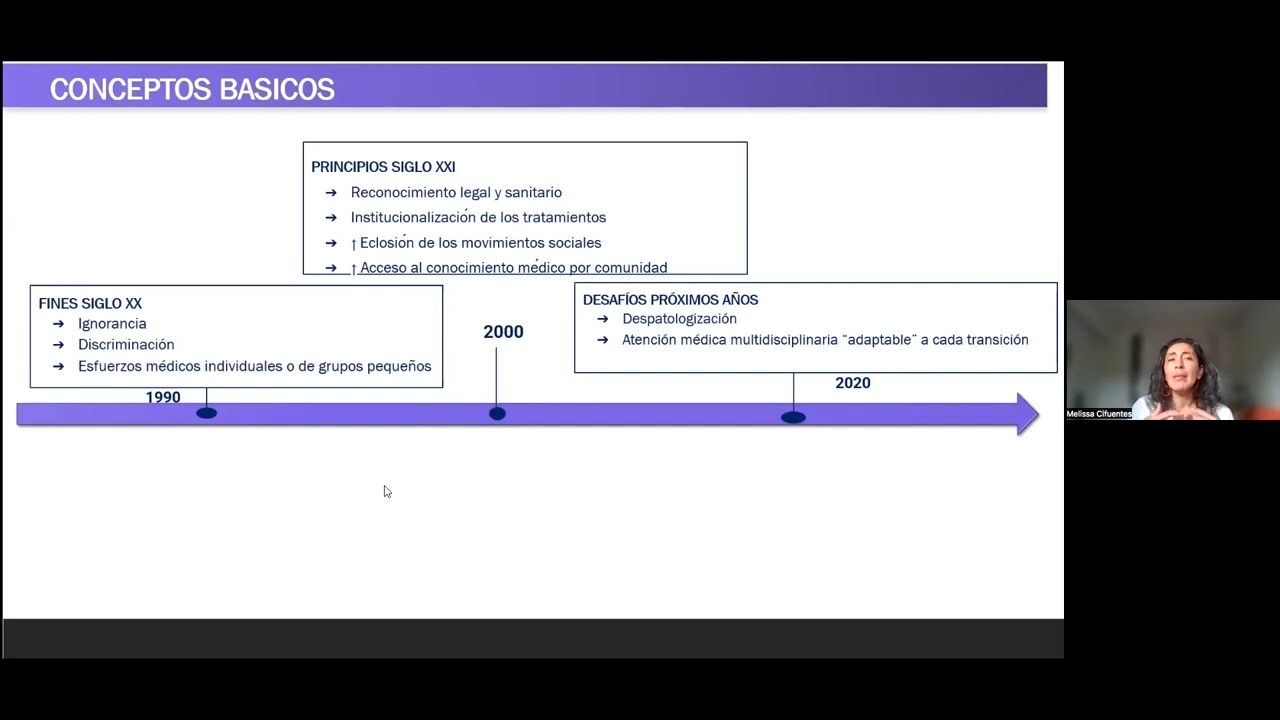 CONCEPTOS BASICOS
PRINCIPIOS SIGLO XXI
➔ Reconocimiento legal y sanitario
➔ Institucionalización de los tratamientos
➔ ↑ Eclosión de los movimientos sociales
➔ ↑ Acceso al conocimiento médico por comunidad
FINES SIGLO XX
➔ Ignorancia
➔ Discriminación
➔ Esfuerzos médicos individuales o de grupos pequeños
2000
DESAFÍOS PRÓXIMOS AÑOS
➔ Despatologización
➔ Atención médica multidisciplinaria “adaptable” a cada transición
1990
2020
Melissa Cifuentes